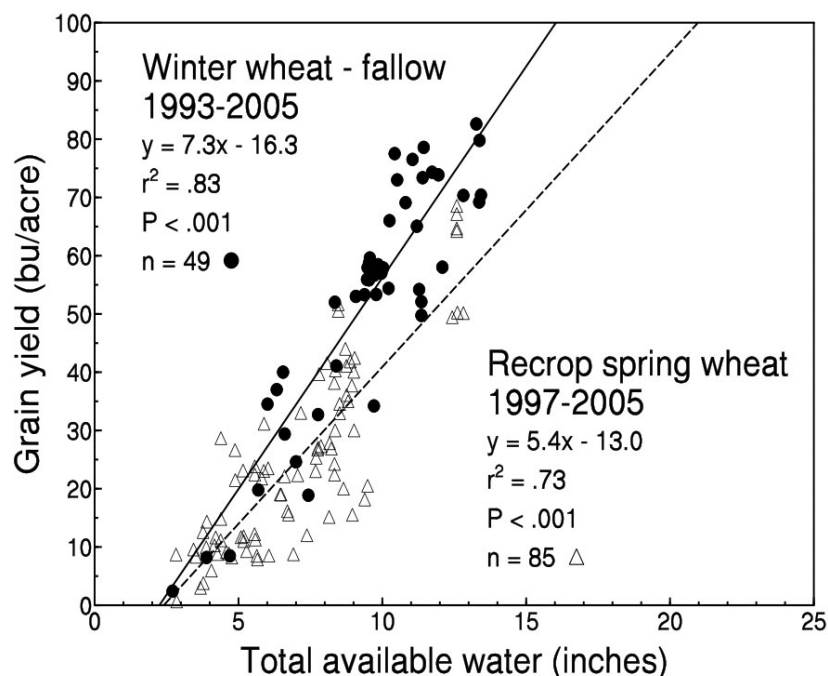 100
90
80
70
60
50
40
30
20
10
0
Grain yield (bu/acre)
Winter wheat - fallow
1993-2005
y = 7.3x - 16.3
r² = .83
P < .001
n = 49
Recrop spring wheat
1997-2005
y = 5.4x - 13.0
r² = .73
P < .001
n = 85
0 5 10 15 20 25
Total available water (inches)